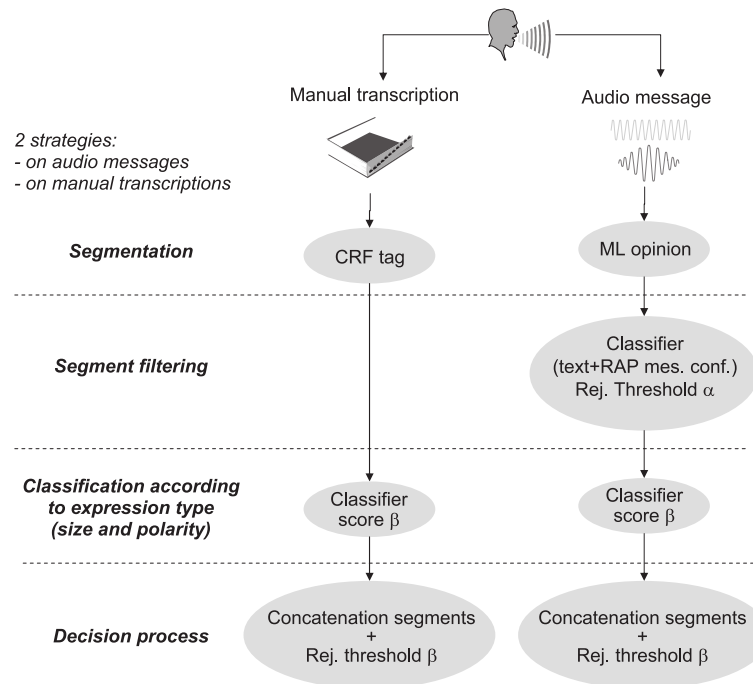 Manual transcription
Audio message
2 strategies:
- on audio messages
- on manual transcriptions
Segmentation
CRF tag
ML opinion
Segment filtering
Classifier
(text+RAP mes. conf.)
Rej. Threshold α
Classification according
to expression type
(size and polarity)
Classifier
score β
Classifier
score β
Decision process
Concatenation segments
+
Rej. threshold β
Concatenation segments
+
Rej. threshold β